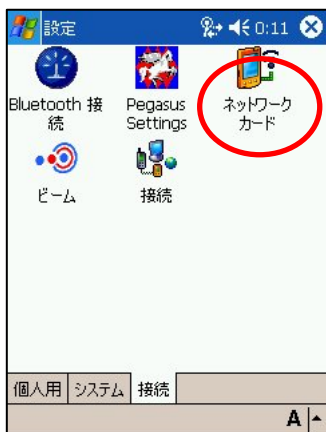 設定
0:11
Bluetooth 接
続
Pegasus
Settings
ネットワーク
カード
ビーム
接続
個人用 システム 接続
A